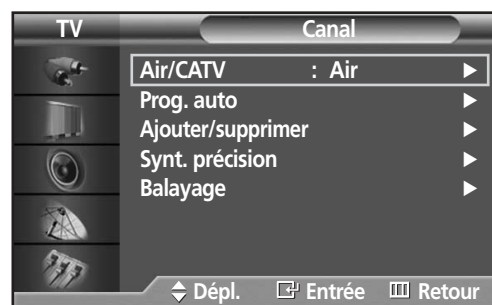 TV Canal
Air/CATV : Air
Prog. auto
Ajouter/supprimer
Synt. précision
Balayage
Dépl. Entrée Retour